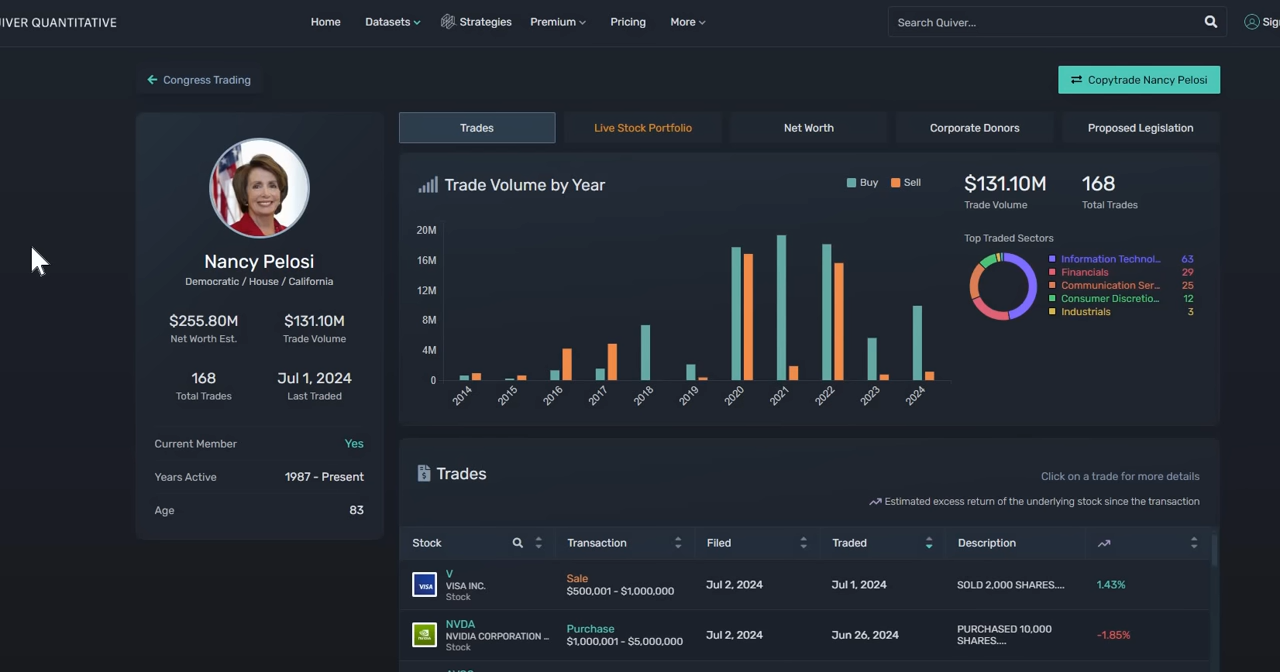 UIVER QUANTITATIVE
Home
Datasets
Strategies
Premium
Pricing
More
Search Quiver...
Sig
Congress Trading
Copytrade Nancy Pelosi
Nancy Pelosi
Democratic / House / California
$255.80M
$131.10M
Net Worth Est.
Trade Volume
168
Jul 1, 2024
Total Trades
Last Traded
Current Member
Yes
Years Active
1987 - Present
Age
83
Trades
Live Stock Portfolio
Net Worth
Corporate Donors
Proposed Legislation
Trade Volume by Year
Buy
Sell
20M
16M
12M
8M
4M
0
2014
2015
2016
2017
2018
2019
2020
2021
2022
2023
2024
$131.10M
168
Trade Volume
Total Trades
Top Traded Sectors
Information Technol...
63
Financials
29
Communication Ser...
25
Consumer Discretio...
12
Industrials
3
Trades
Click on a trade for more details
Estimated excess return of the underlying stock since the transaction
Stock
Transaction
Filed
Traded
Description
VISA
V
VISA INC.
Stock
Sale
$500,001 - $1,000,000
Jul 2, 2024
Jul 1, 2024
SOLD 2,000 SHARES....
1.43%
NVDA
NVIDIA CORPORATION ...
Stock
Purchase
$1,000,001 - $5,000,000
Jul 2, 2024
Jun 26, 2024
PURCHASED 10,000
SHARES....
-1.85%